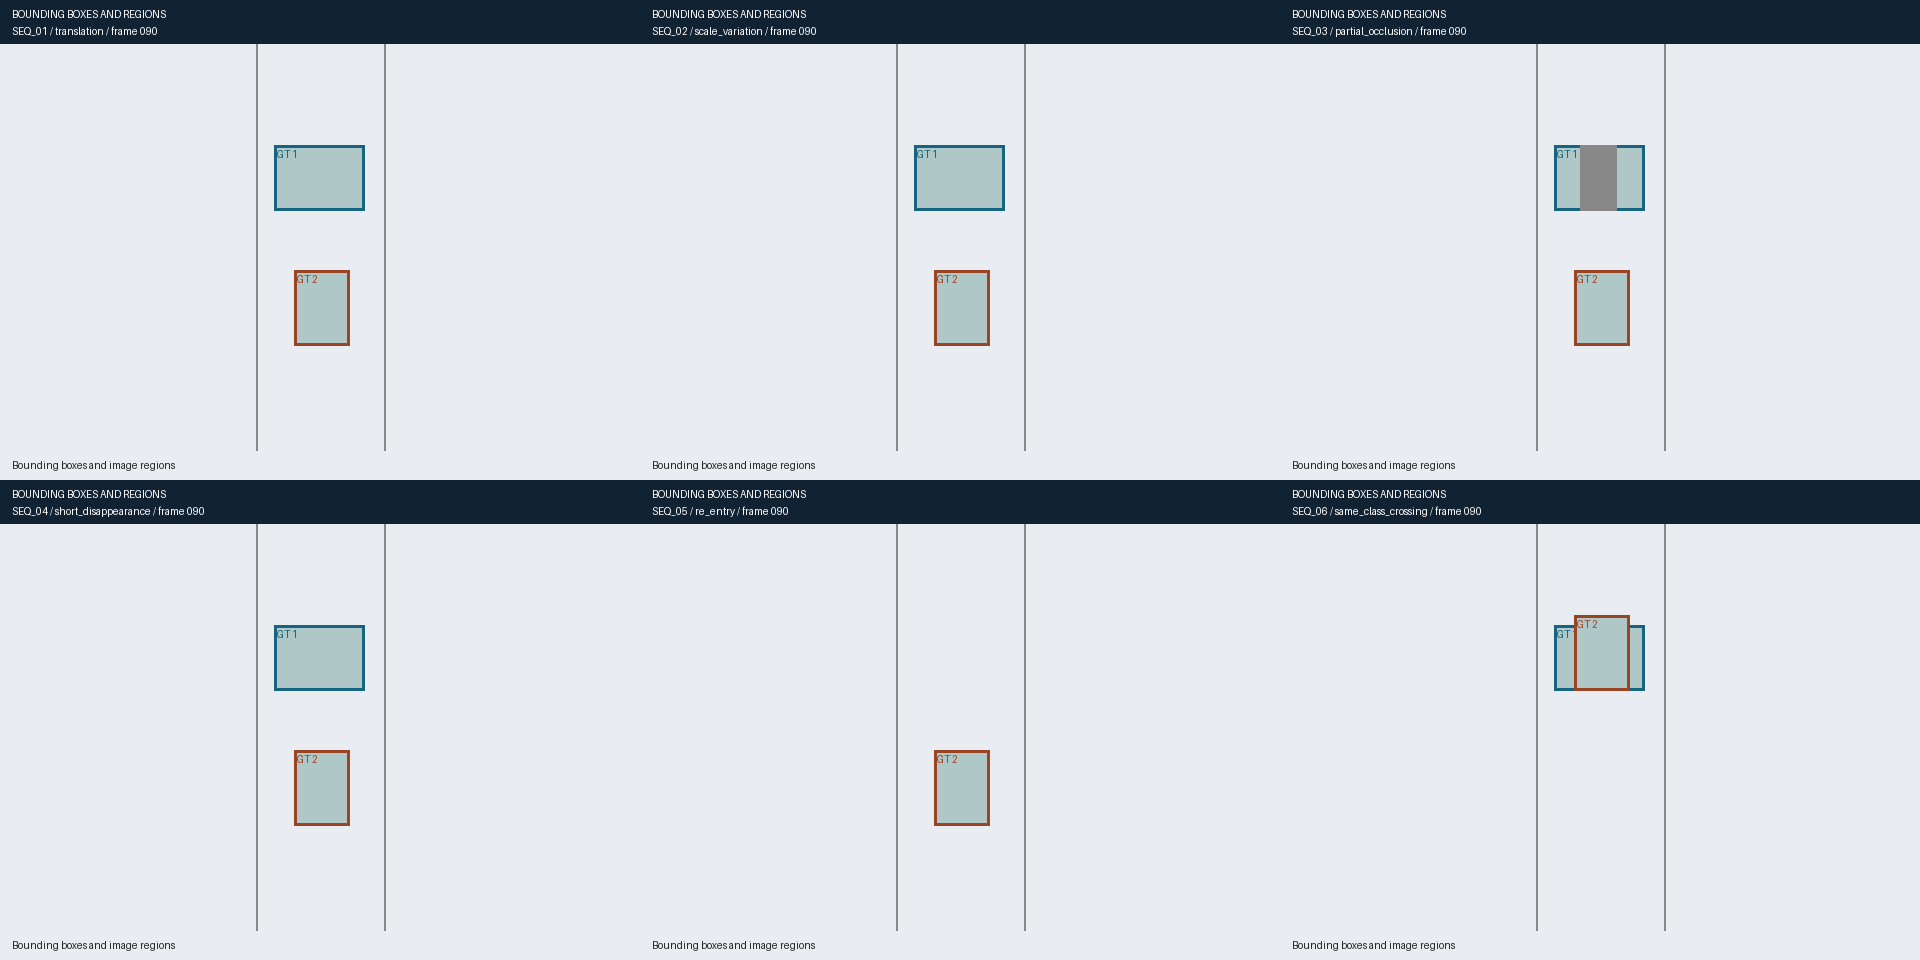 BOUNDING BOXES AND REGIONS
SEQ_01 / translation / frame 090
GT1
GT2
Bounding boxes and image regions
BOUNDING BOXES AND REGIONS
SEQ_02 / scale_variation / frame 090
GT1
GT2
Bounding boxes and image regions
BOUNDING BOXES AND REGIONS
SEQ_03 / partial_occlusion / frame 090
GT1
GT2
Bounding boxes and image regions
BOUNDING BOXES AND REGIONS
SEQ_04 / short_disappearance / frame 090
GT1
GT2
Bounding boxes and image regions
BOUNDING BOXES AND REGIONS
SEQ_05 / re_entry / frame 090
GT2
Bounding boxes and image regions
BOUNDING BOXES AND REGIONS
SEQ_06 / same_class_crossing / frame 090
GT
GT2
Bounding boxes and image regions